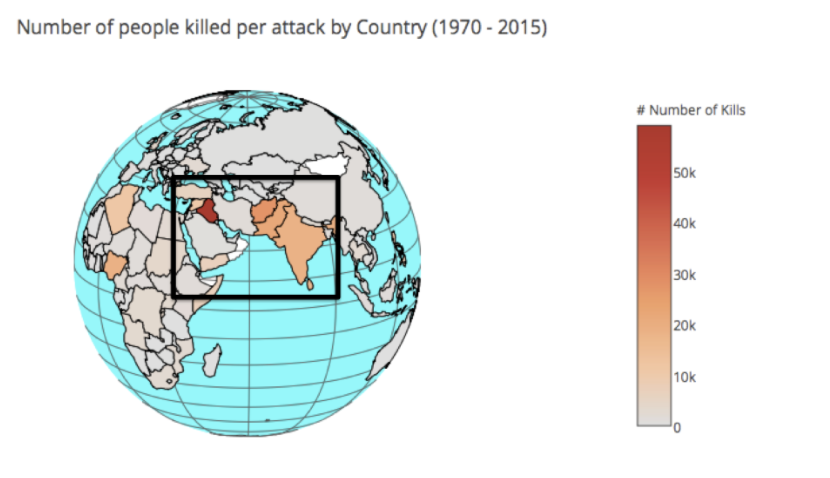 Number of people killed per attack by Country (1970 - 2015)
# Number of Kills
50k
40k
30k
20k
10k
0